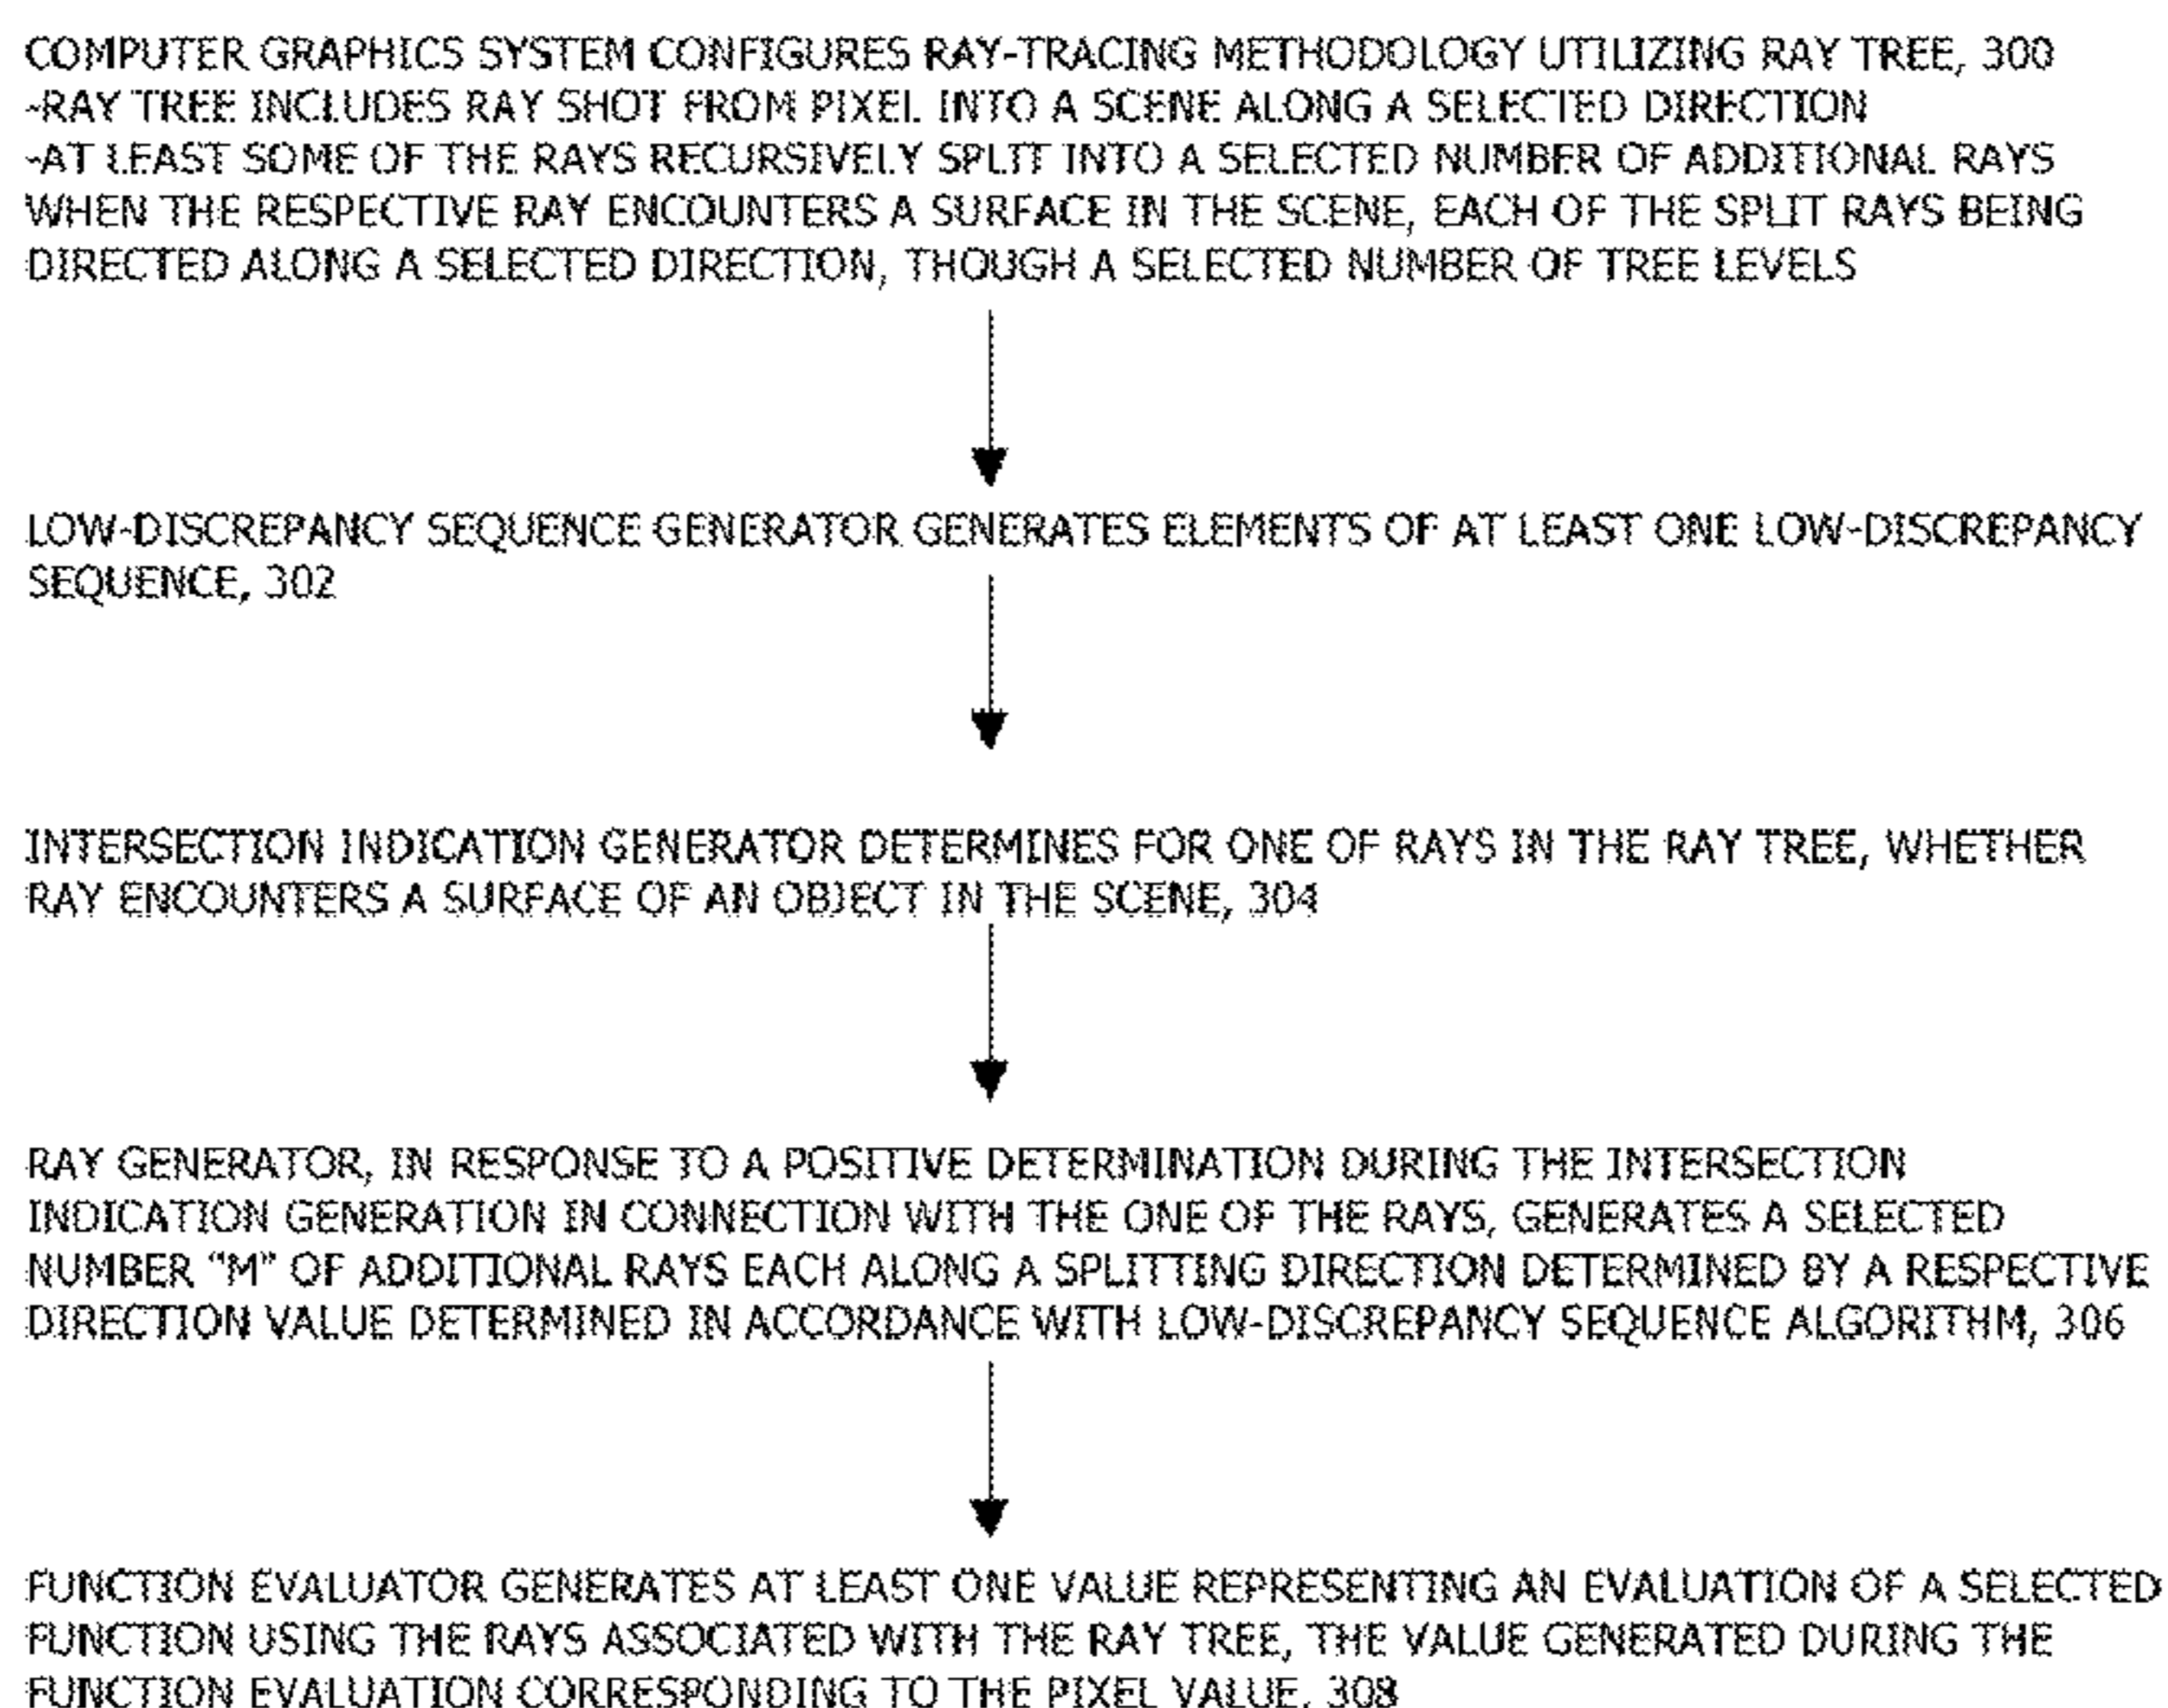 COMPUTER GRAPHICS SYSTEM CONFIGURES RAY-TRACING METHODOLOGY UTILIZING RAY TREE, 300
-RAY TREE INCLUDES RAY SHOT FROM PIXEL INTO A SCENE ALONG A SELECTED DIRECTION
-AT LEAST SOME OF THE RAYS RECURSIVELY SPLIT INTO A SELECTED NUMBER OF ADDITIONAL RAYS
WHEN THE RESPECTIVE RAY ENCOUNTERS A SURFACE IN THE SCENE, EACH OF THE SPLIT RAYS BEING
DIRECTED ALONG A SELECTED DIRECTION, THOUGH A SELECTED NUMBER OF TREE LEVELS
LOW-DISCREPANCY SEQUENCE GENERATOR GENERATES ELEMENTS OF AT LEAST ONE LOW-DISCREPANCY
SEQUENCE, 302
INTERSECTION INDICATION GENERATOR DETERMINES FOR ONE OF RAYS IN THE RAY TREE, WHETHER
RAY ENCOUNTERS A SURFACE OF AN OBJECT IN THE SCENE, 304
RAY GENERATOR, IN RESPONSE TO A POSITIVE DETERMINATION DURING THE INTERSECTION
INDICATION GENERATION IN CONNECTION WITH THE ONE OF THE RAYS, GENERATES A SELECTED
NUMBER "M" OF ADDITIONAL RAYS EACH ALONG A SPLITTING DIRECTION DETERMINED BY A RESPECTIVE
DIRECTION VALUE DETERMINED IN ACCORDANCE WITH LOW-DISCREPANCY SEQUENCE ALGORITHM, 306
FUNCTION EVALUATOR GENERATES AT LEAST ONE VALUE REPRESENTING AN EVALUATION OF A SELECTED
FUNCTION USING THE RAYS ASSOCIATED WITH THE RAY TREE, THE VALUE GENERATED DURING THE
FUNCTION EVALUATION CORRESPONDING TO THE PIXEL VALUE, 308